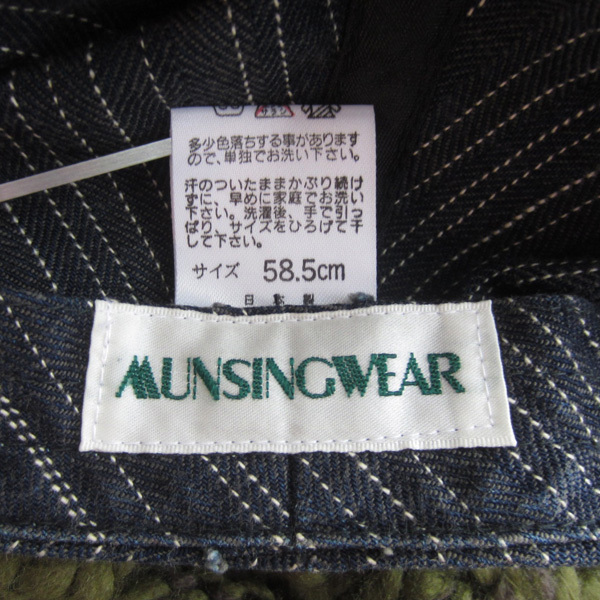 多少色落ちする事があります
ので、単独でお洗い下さい。
汗のついたままかぶり続け
ずに、早めに家庭でお洗い
下さい。洗濯後、手で引っ
ぱり、サイズをひろげて干
して下さい。
サイズ 58.5cm
日本製
MUNSINGWEAR